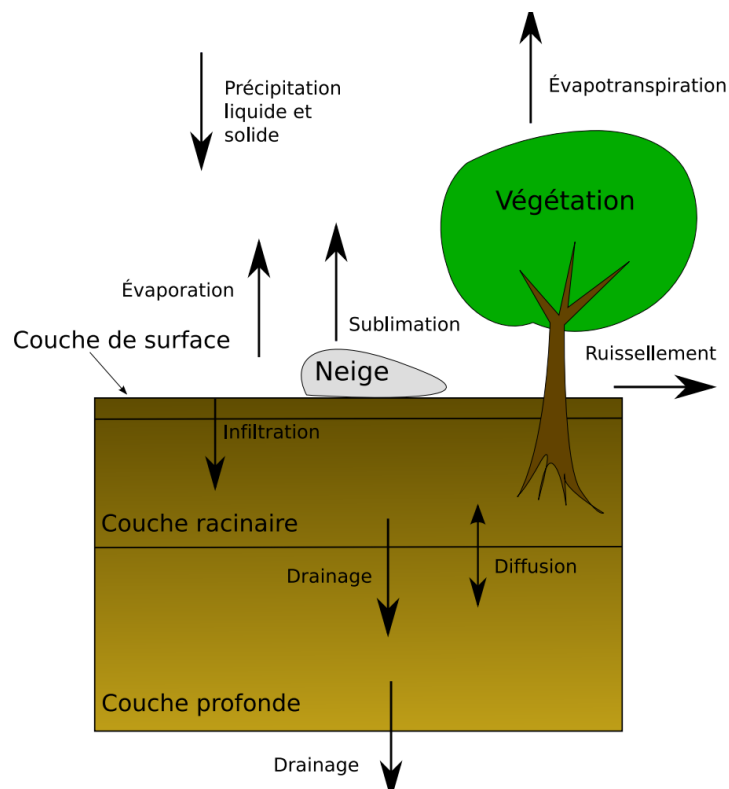 Précipitation
liquide et
solide
Évapotranspiration
Végétation
Évaporation
Sublimation
Couche de surface
Ruissellement
Neige
Infiltration
Couche racinaire
Drainage
Diffusion
Couche profonde
Drainage